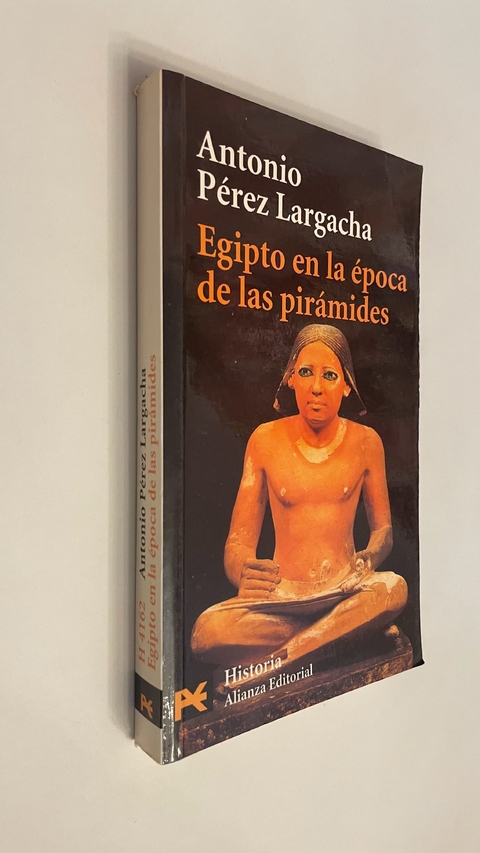 Antonio
Pérez Largacha
Egipto en la época
de las pirámides
Historia
Alianza Editorial
H 4162 Antonio Pérez Largacha
Egipto en la época de las pirámides